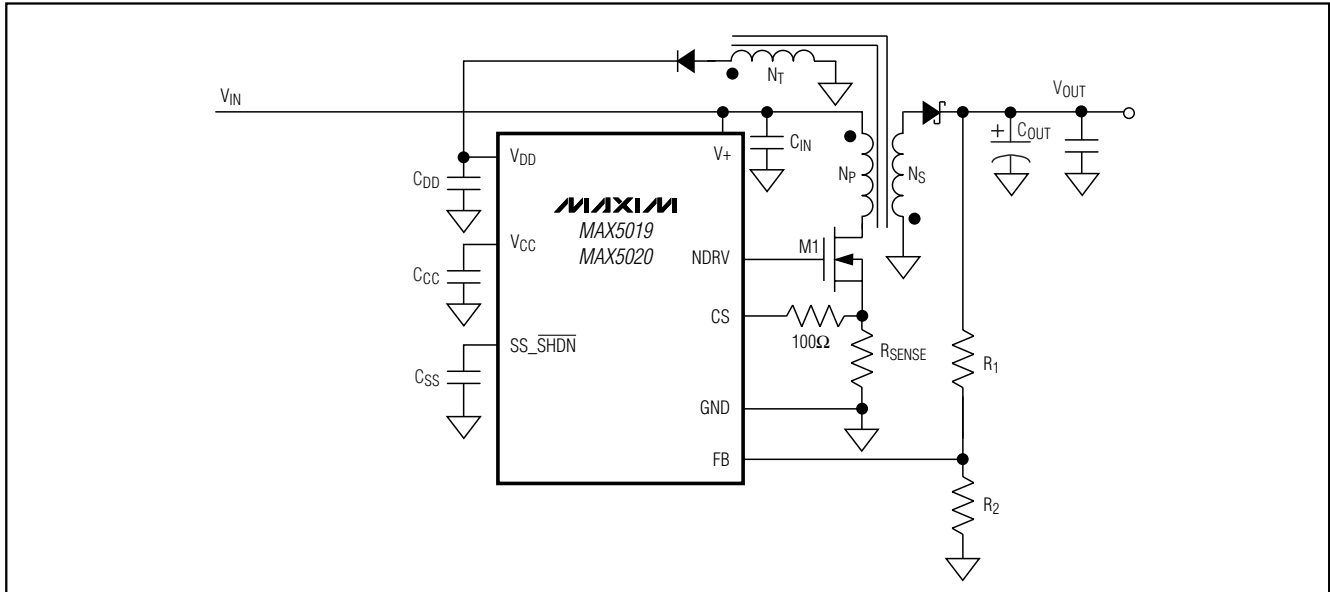 NT
VIN
VOUT
VDD
V+
CIN
+
COUT
CDD
NP
NS
MAXIM
MAX5019
MAX5020
VCC
NDRV
M1
CCC
CS
100Ω
RSENSE
SS_SHDN
R1
CSS
GND
FB
R2